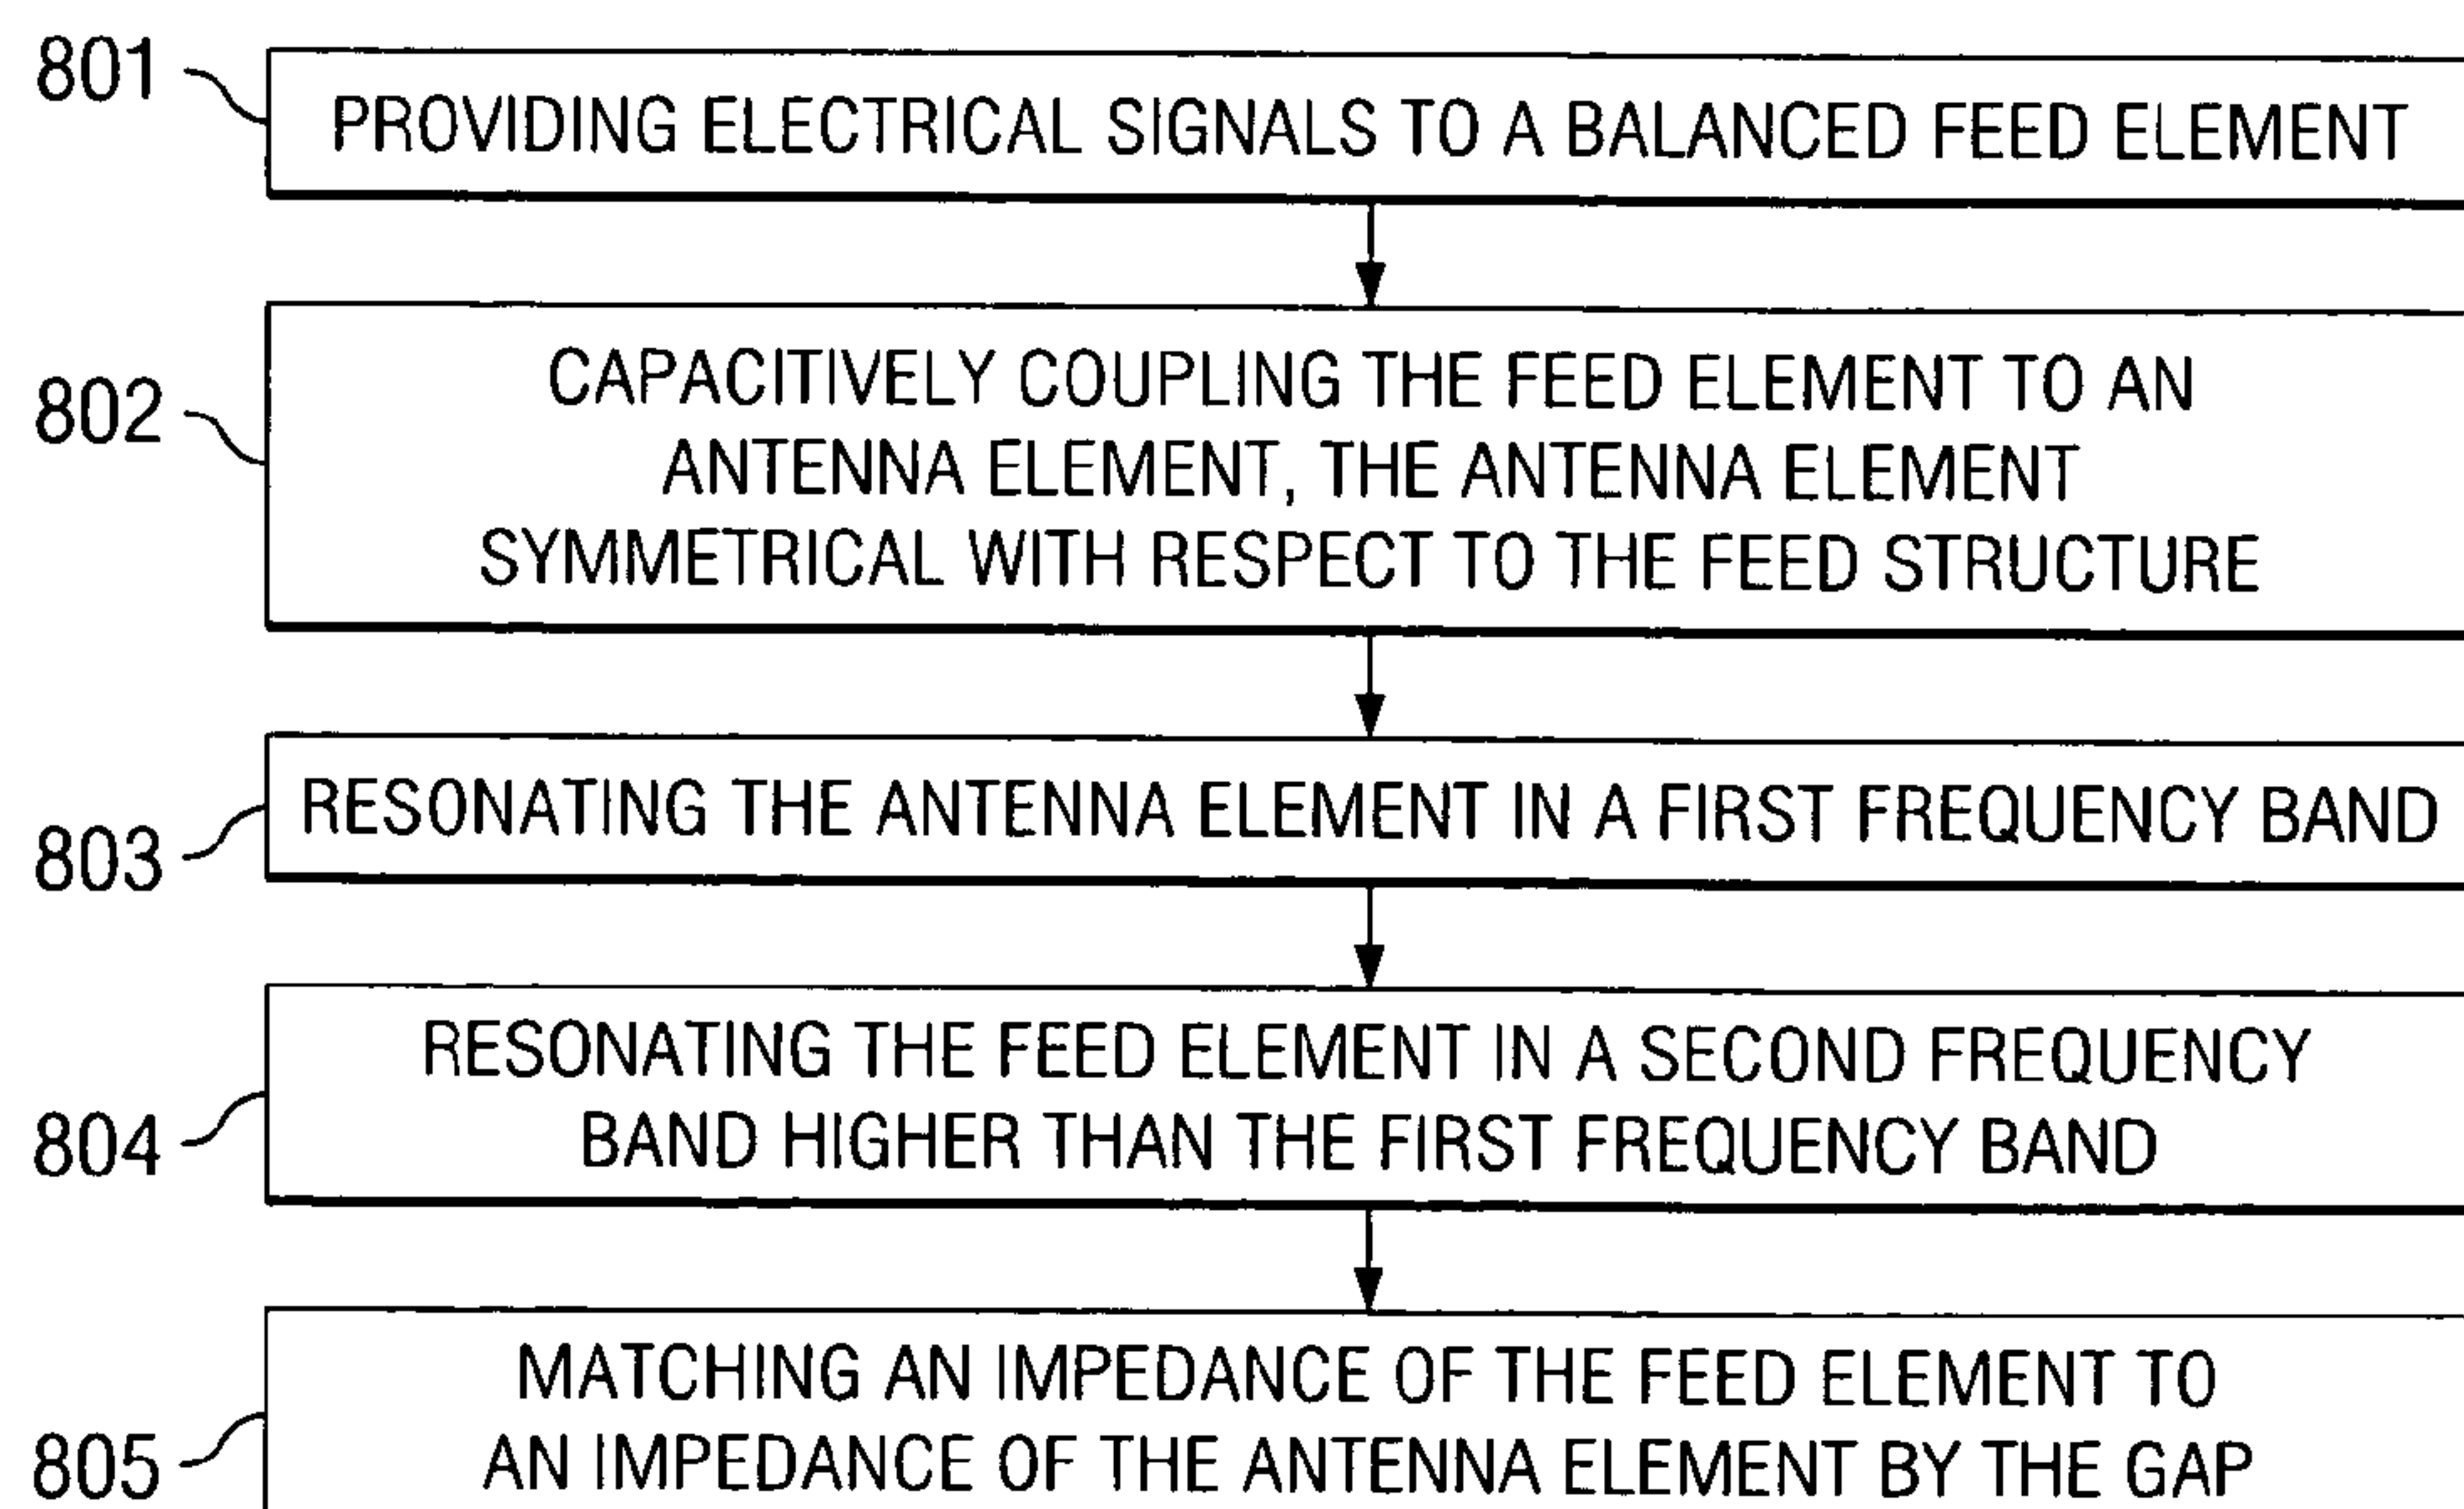 801
PROVIDING ELECTRICAL SIGNALS TO A BALANCED FEED ELEMENT
802
CAPACITIVELY COUPLING THE FEED ELEMENT TO AN
ANTENNA ELEMENT, THE ANTENNA ELEMENT
SYMMETRICAL WITH RESPECT TO THE FEED STRUCTURE
803
RESONATING THE ANTENNA ELEMENT IN A FIRST FREQUENCY BAND
804
RESONATING THE FEED ELEMENT IN A SECOND FREQUENCY
BAND HIGHER THAN THE FIRST FREQUENCY BAND
805
MATCHING AN IMPEDANCE OF THE FEED ELEMENT TO
AN IMPEDANCE OF THE ANTENNA ELEMENT BY THE GAP